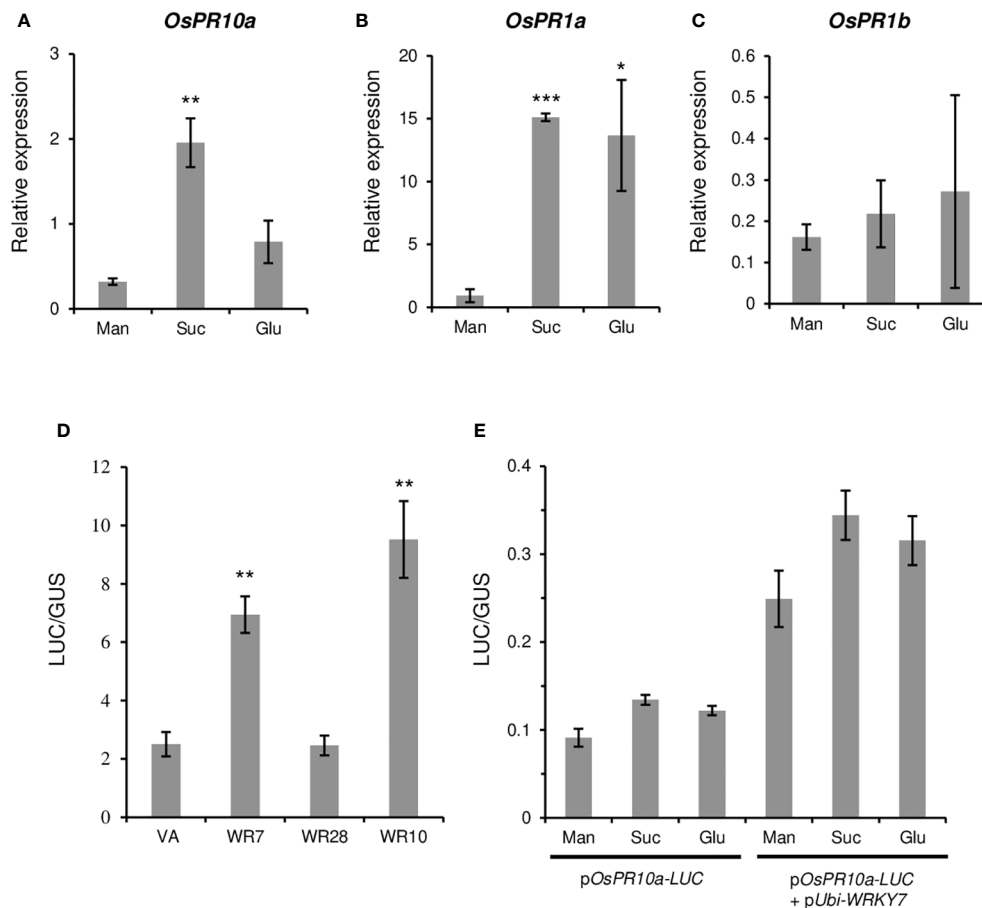 A
OsPR10a
Relative expression
3
2
1
0
**
Man Suc Glu
B
OsPR1a
Relative expression
20
15
10
5
0
***
*
Man Suc Glu
C
OsPR1b
Relative expression
0.6
0.5
0.4
0.3
0.2
0.1
0
Man Suc Glu
D
LUC/GUS
12
10
8
6
4
2
0
**
**
VA WR7 WR28 WR10
E
LUC/GUS
0.4
0.3
0.2
0.1
0
Man Suc Glu Man Suc Glu
pOsPR10a-LUC
pOsPR10a-LUC
+ pUbi-WRKY7